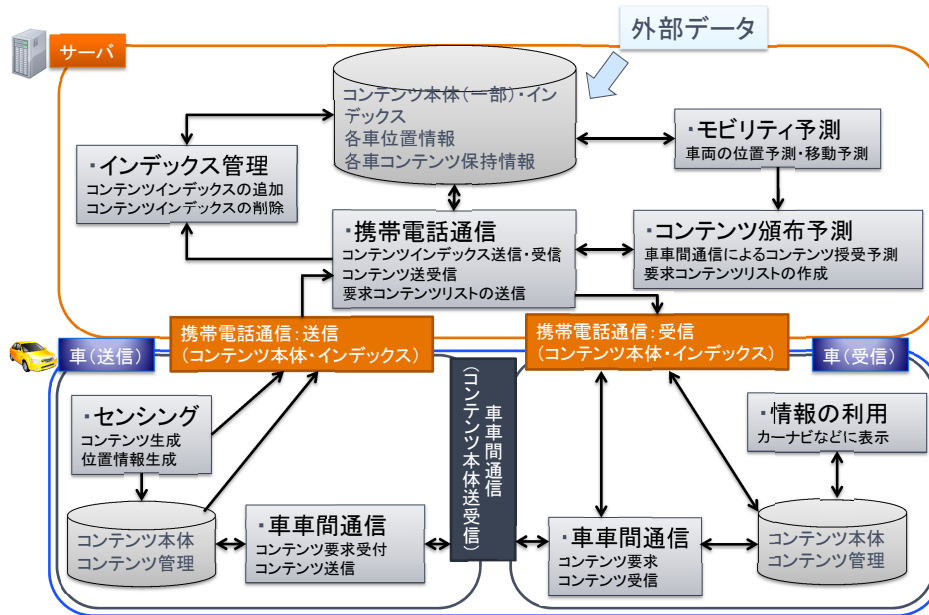 外部データ
サーバ
コンテンツ本体(一部)・イン
デックス
各車位置情報
各車コンテンツ保持情報
・モビリティ予測
車両の位置予測・移動予測
・インデックス管理
コンテンツインデックスの追加
コンテンツインデックスの削除
・携帯電話通信
コンテンツインデックス送信・受信
コンテンツ送受信
要求コンテンツリストの送信
・コンテンツ頒布予測
車車間通信によるコンテンツ授受予測
要求コンテンツリストの作成
携帯電話通信:送信
(コンテンツ本体・インデックス)
携帯電話通信:受信
(コンテンツ本体・インデックス)
車(送信)
車(受信)
車車間通信
(コンテンツ本体送受信)
・センシング
コンテンツ生成
位置情報生成
・情報の利用
カーナビなどに表示
コンテンツ本体
コンテンツ管理
・車車間通信
コンテンツ要求受付
コンテンツ送信
・車車間通信
コンテンツ要求
コンテンツ受信
コンテンツ本体
コンテンツ管理